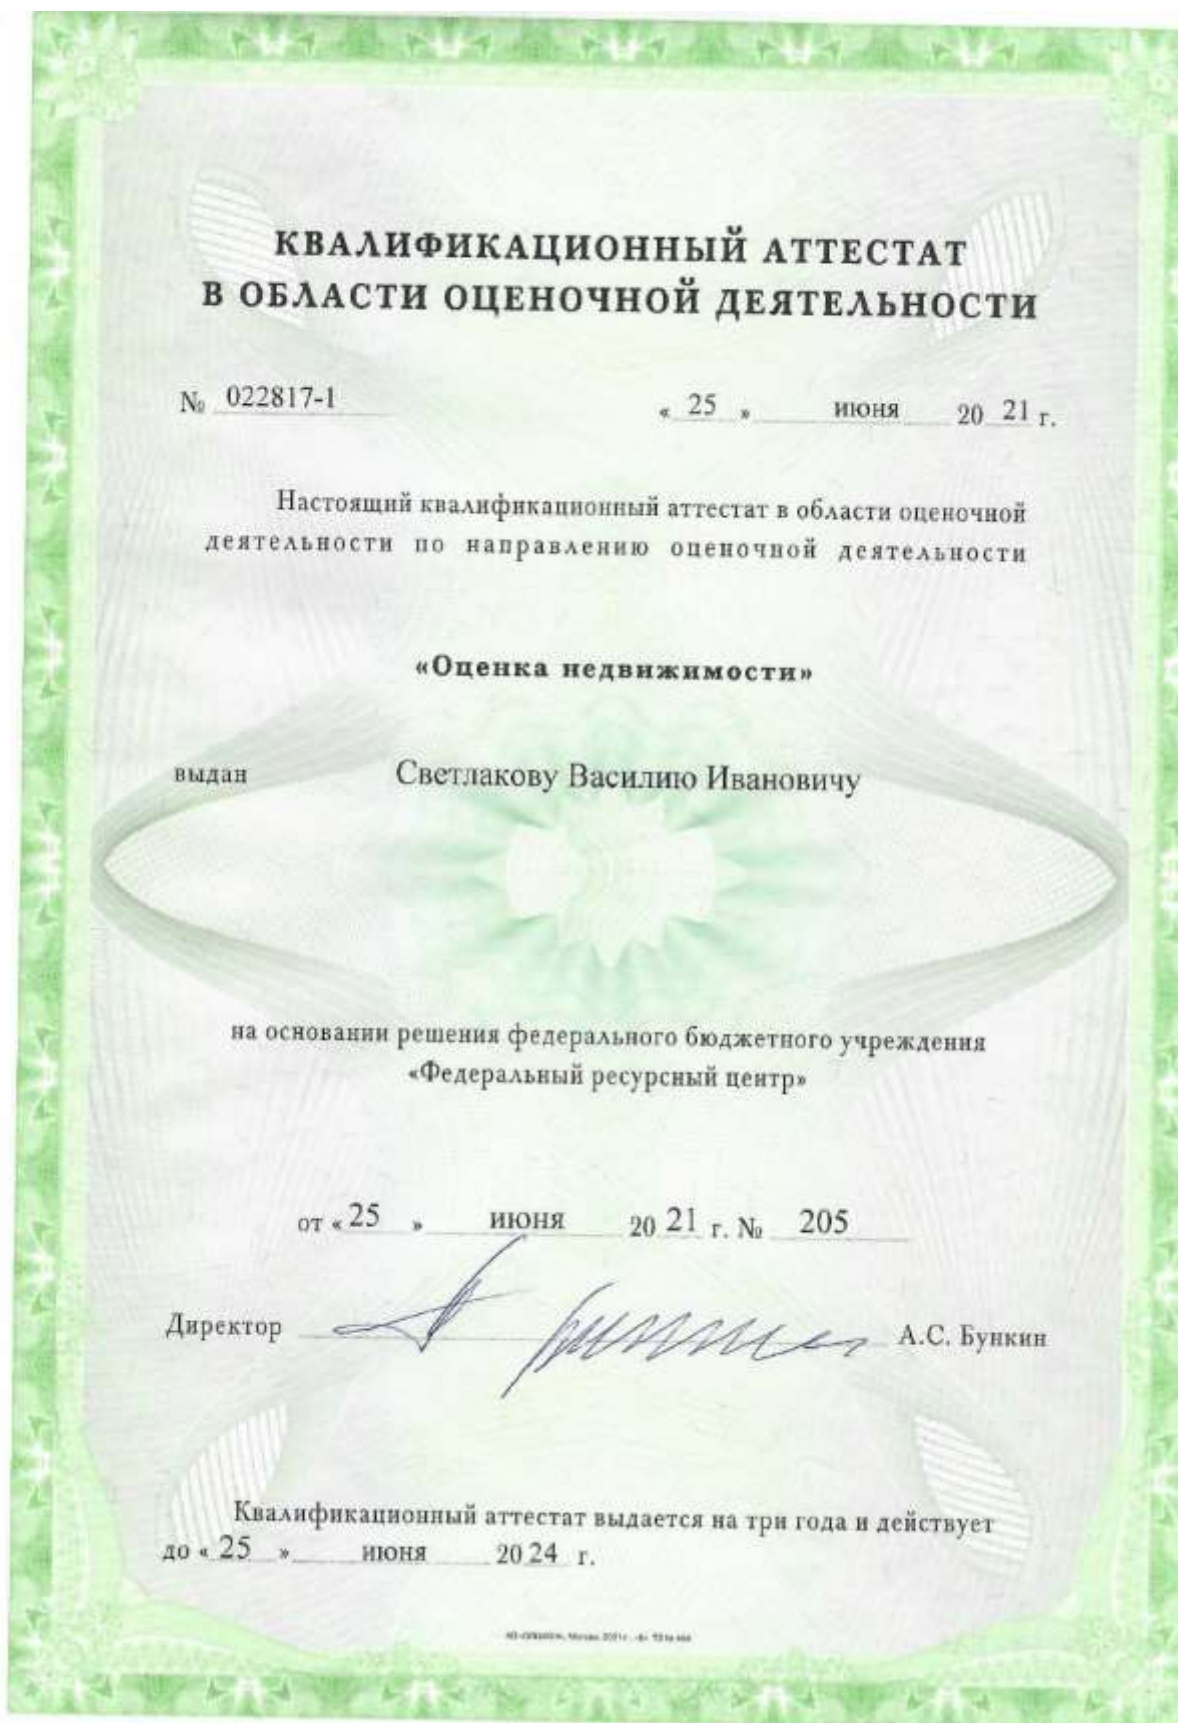 КВАЛИФИКАЦИОННЫЙ АТТЕСТАТ
В ОБЛАСТИ ОЦЕНОЧНОЙ ДЕЯТЕЛЬНОСТИ
№ 022817-1 « 25 » июня 20 21 г.
Настоящий квалификационный аттестат в области оценочной
деятельности по направлению оценочной деятельности
«Оценка недвижимости»
выдан Светлакову Василию Ивановичу
на основании решения федерального бюджетного учреждения
«Федеральный ресурсный центр»
от « 25 » июня 20 21 г. № 205
Директор А.С. Бункин
Квалификационный аттестат выдается на три года и действует
до « 25 » июня 20 24 г.